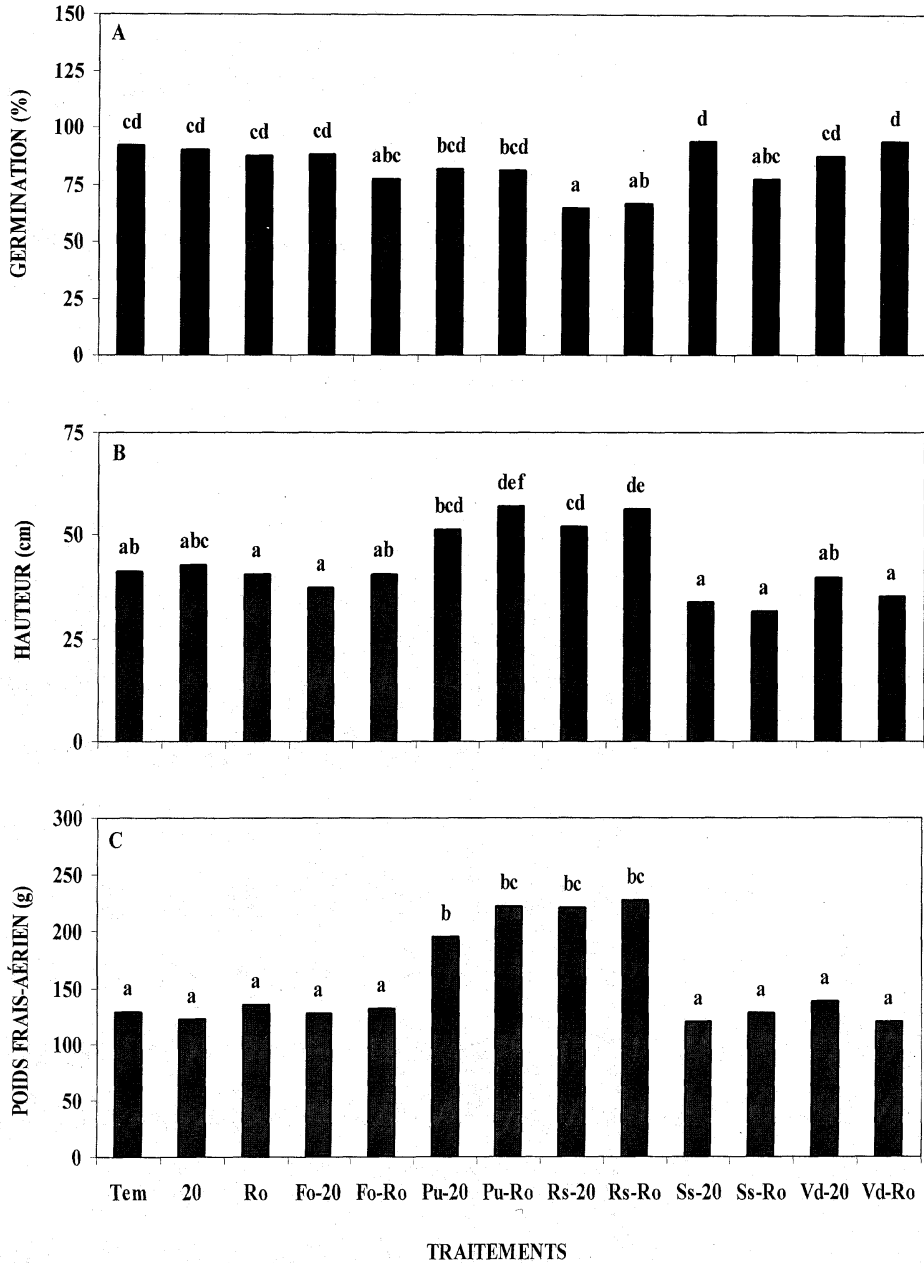 A
GERMINATION (%)
150
125
100
75
50
25
0
cd cd cd cd abc bcd bcd a ab d abc cd d
B
HAUTEUR (cm)
75
50
25
0
ab abc a a ab bcd def cd de a a ab a
C
POIDS FRAIS-AÉRIEN (g)
300
250
200
150
100
50
0
a a a a a b bc bc bc a a a a
Tem 20 Ro Fo-20 Fo-Ro Pu-20 Pu-Ro Rs-20 Rs-Ro Ss-20 Ss-Ro Vd-20 Vd-Ro
TRAITEMENTS